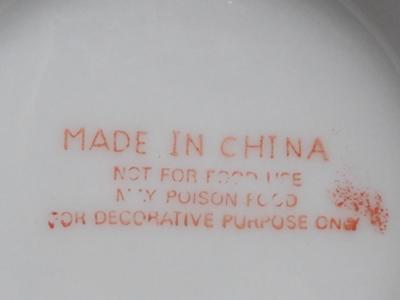 MADE IN CHINA
NOT FOR FOOD USE
MAY POISON FOOD
FOR DECORATIVE PURPOSE ONLY